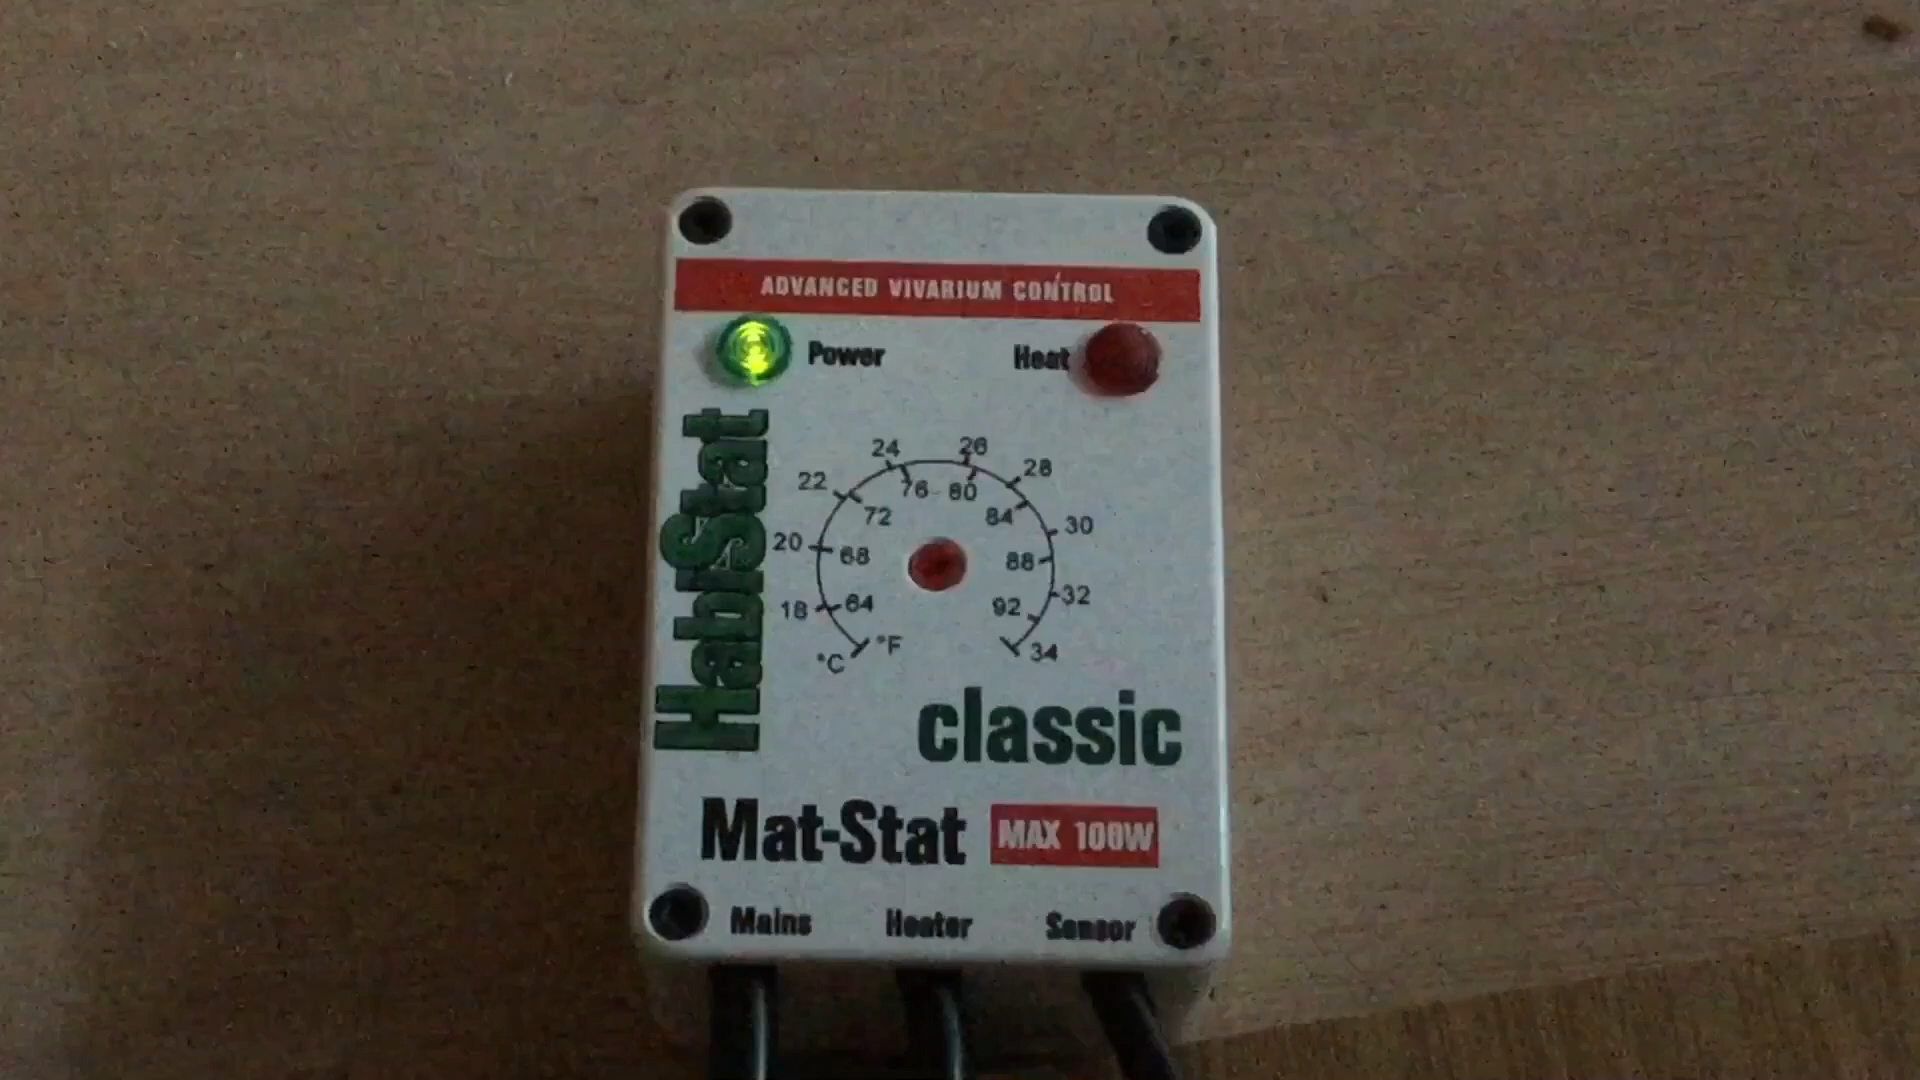 ADVANCED VIVARIUM CONTROL
Power
Heat
HabiStat
24
26
22
28
76
80
72
84
20
30
68
88
18
64
92
32
°C
°F
34
classic
Mat-Stat
MAX 100W
Mains
Heater
Sensor